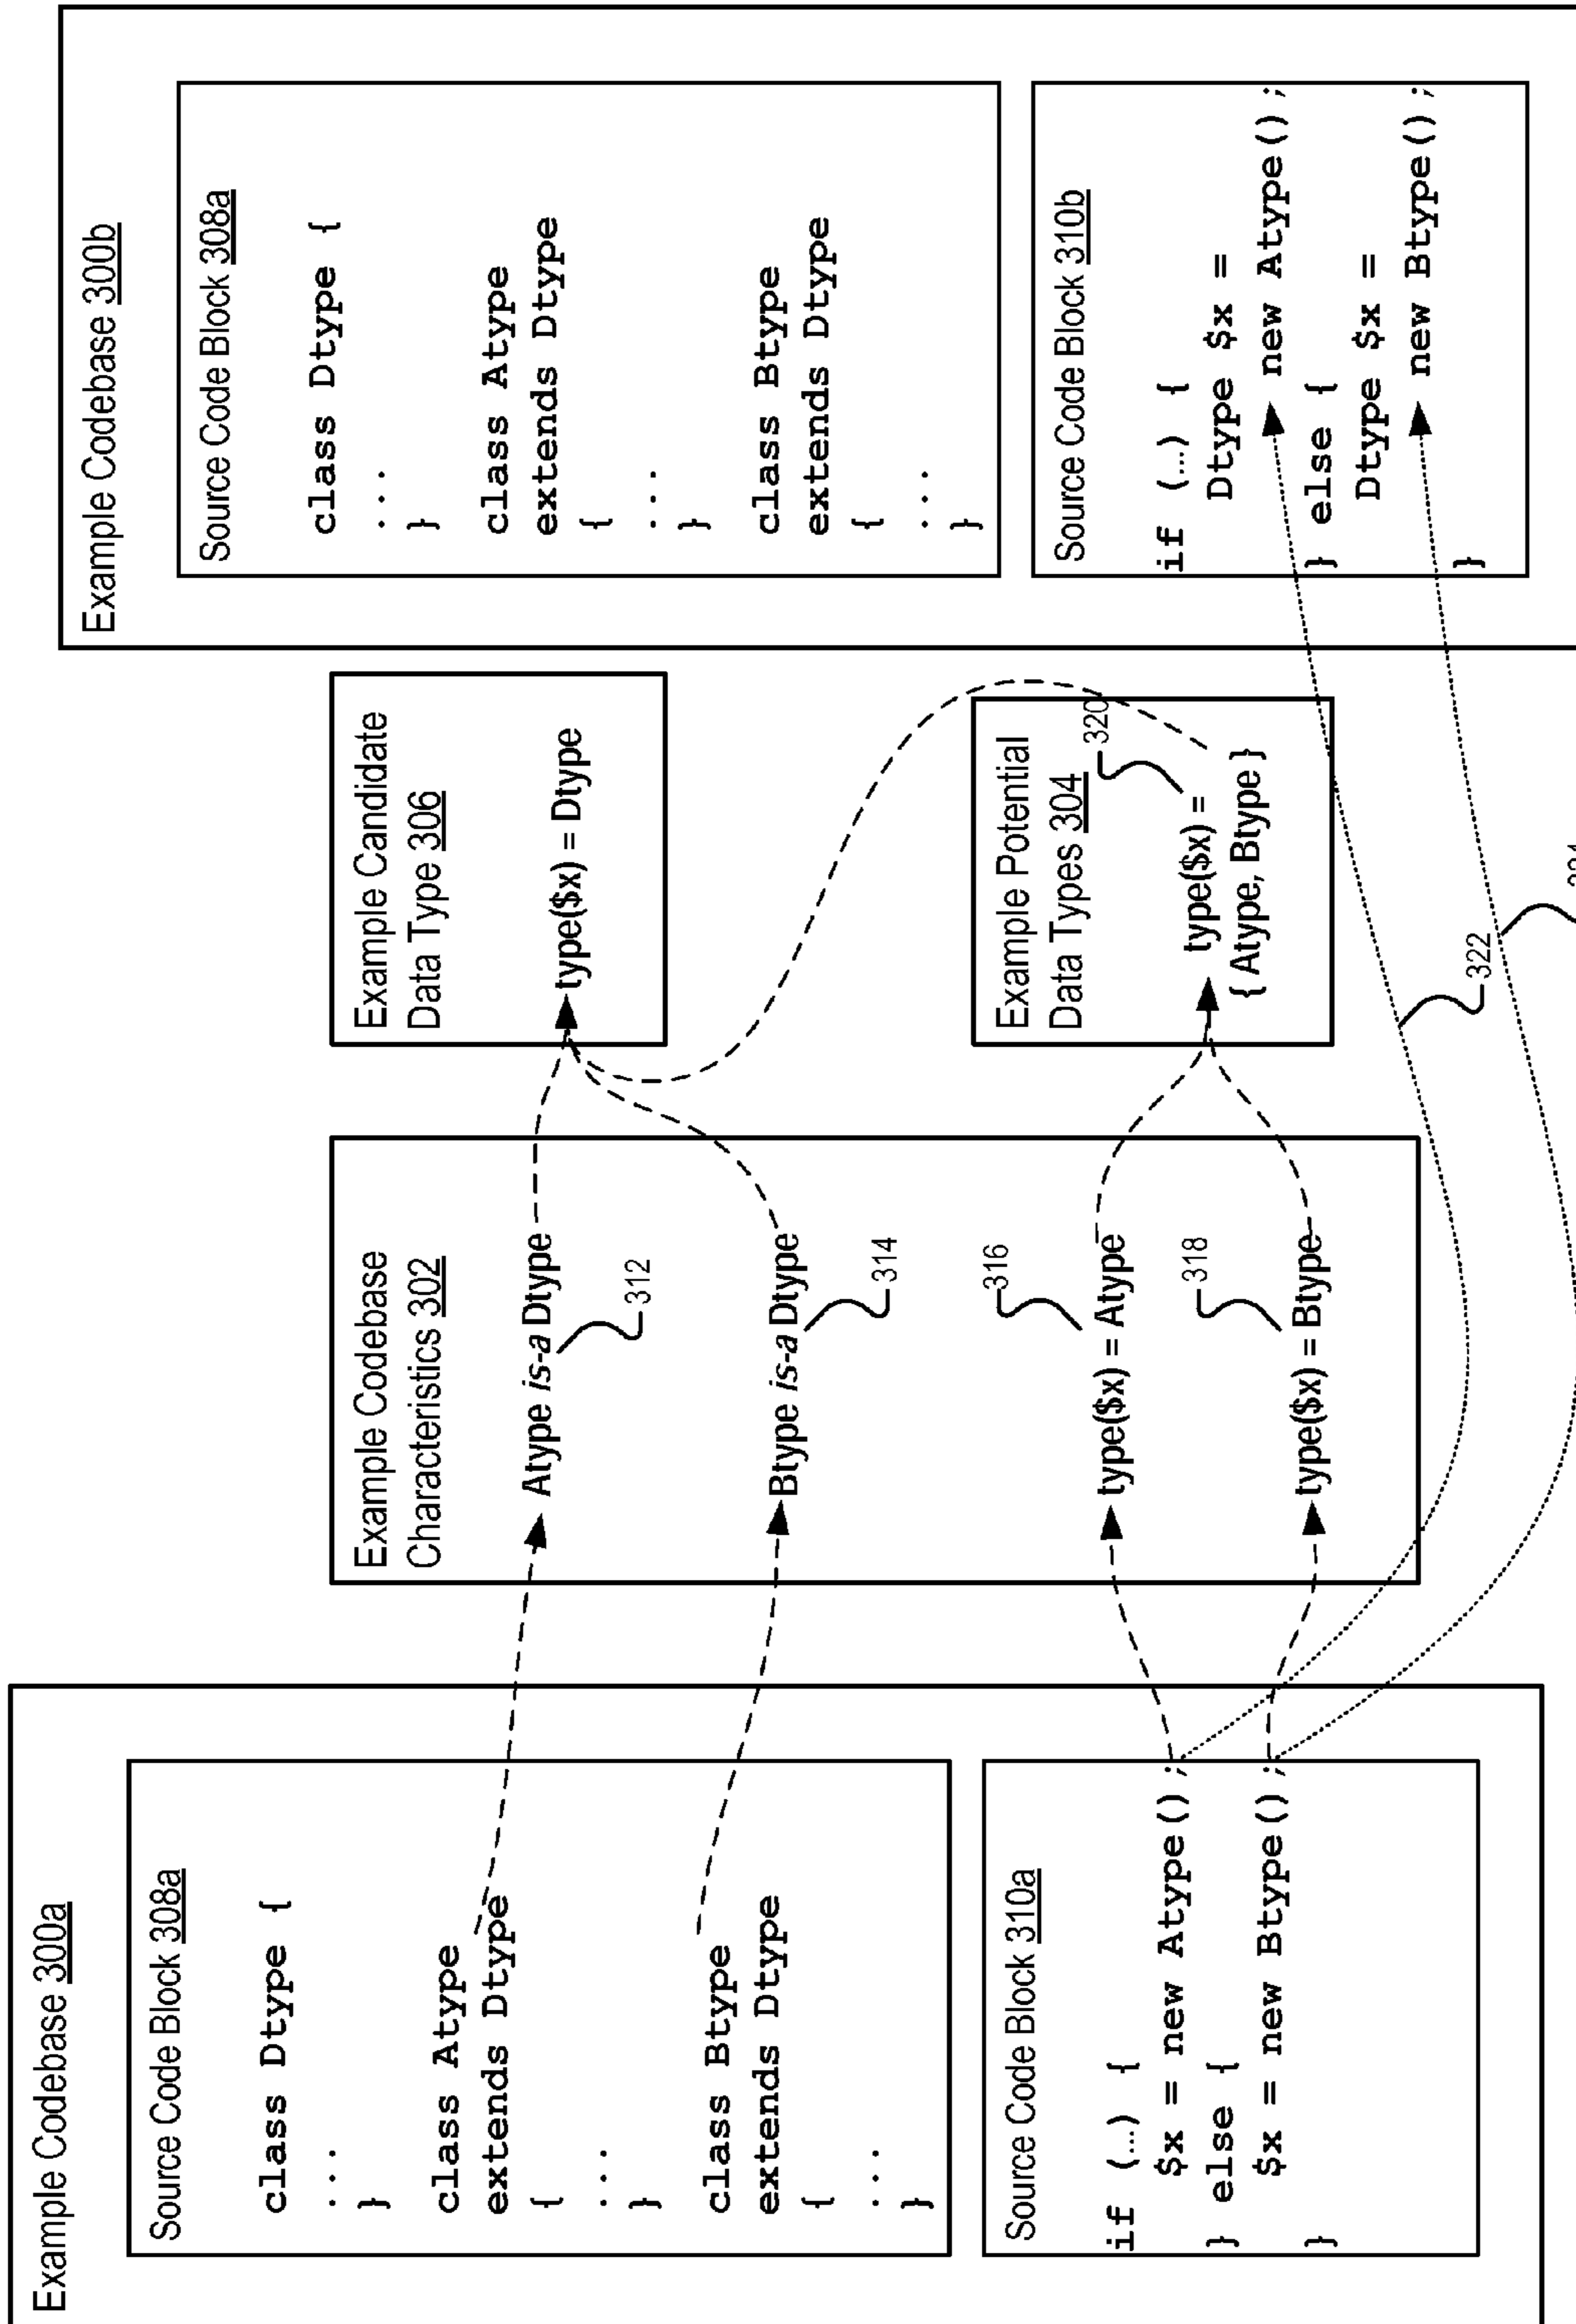 Example Codebase 300a
Source Code Block 308a
class Dtype {
...
}
class Atype
extends Dtype
{
...
}
class Btype
extends Dtype
{
...
}
Source Code Block 310a
if (…) {
$x = new Atype();
} else {
$x = new Btype();
}
Example Codebase
Characteristics 302
Atype is-a Dtype
312
Btype is-a Dtype
314
316
type($x) = Atype
318
type($x) = Btype
Example Candidate
Data Type 306
type($x) = Dtype
Example Potential
Data Types 304
320
type($x) =
{ Atype, Btype }
322
Example Codebase 300b
Source Code Block 308a
class Dtype {
...
}
class Atype
extends Dtype
{
...
}
class Btype
extends Dtype
{
...
}
Source Code Block 310b
if (…) {
Dtype $x =
new Atype();
} else {
Dtype $x =
new Btype();
}